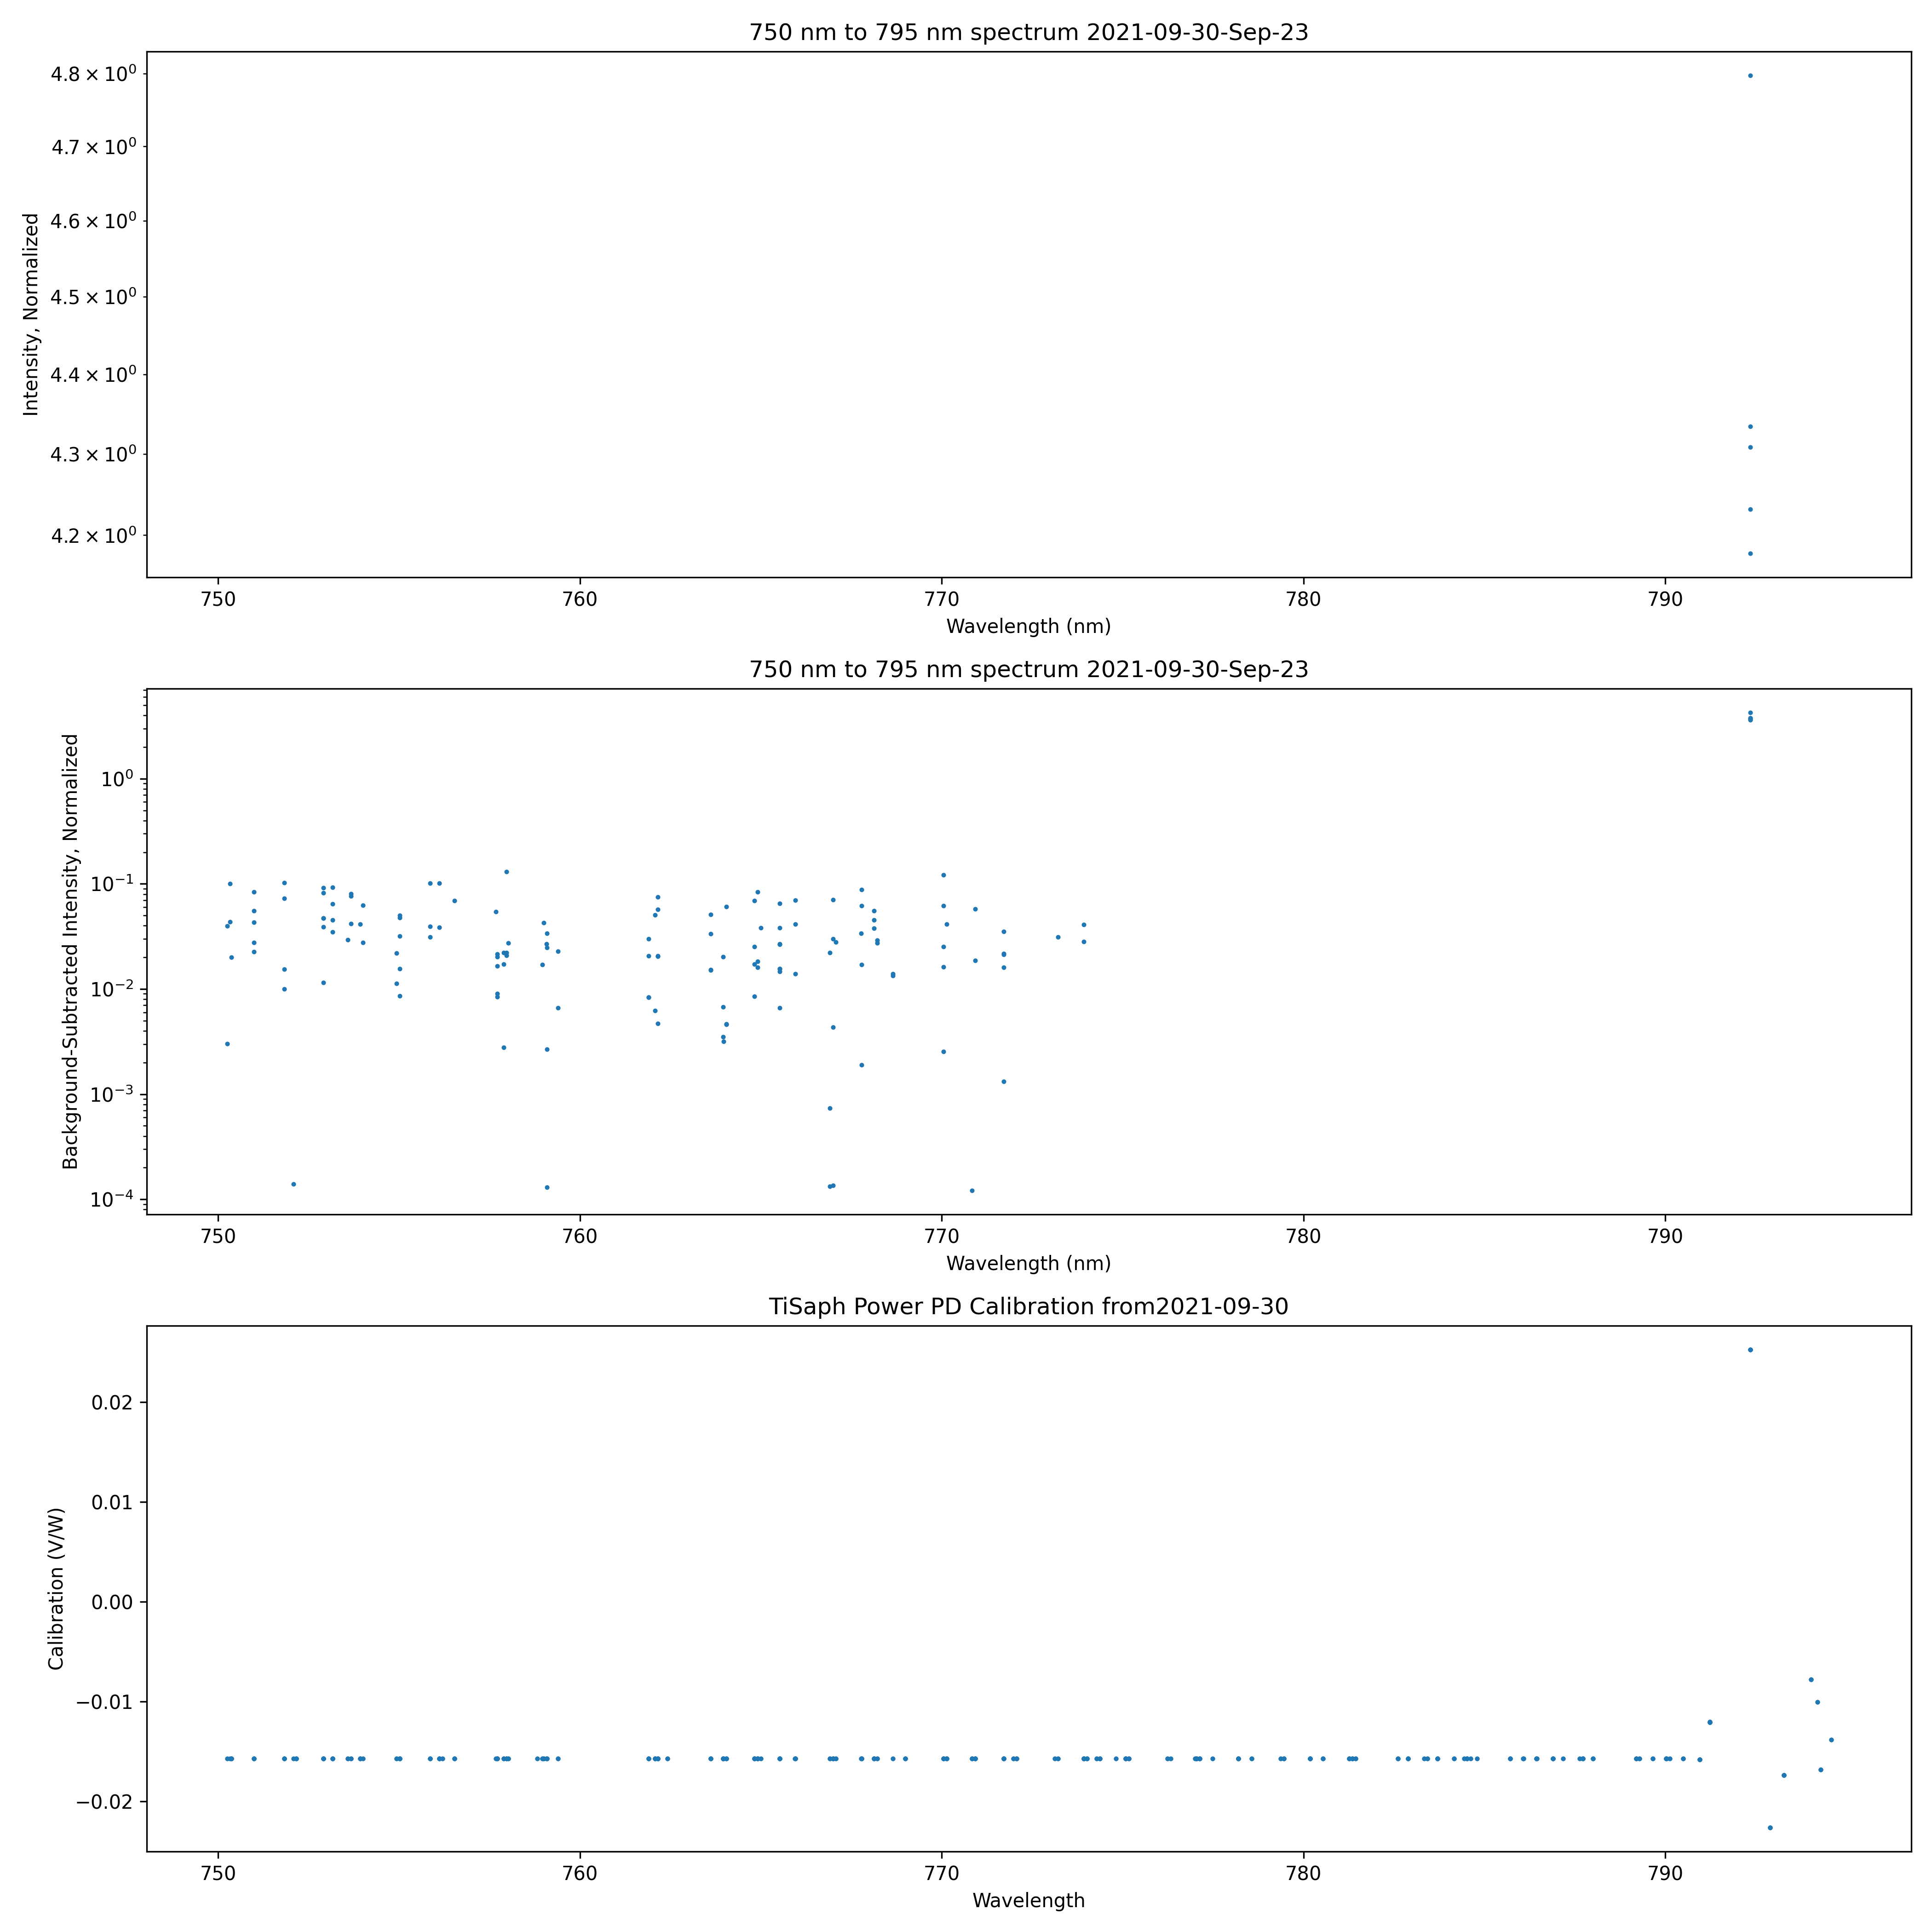 750 nm to 795 nm spectrum 2021-09-30-Sep-23
4.8 × 10⁰
4.7 × 10⁰
4.6 × 10⁰
4.5 × 10⁰
4.4 × 10⁰
4.3 × 10⁰
4.2 × 10⁰
Intensity, Normalized
750 760 770 780 790
Wavelength (nm)
750 nm to 795 nm spectrum 2021-09-30-Sep-23
10⁰
10⁻¹
10⁻²
10⁻³
10⁻⁴
Background-Subtracted Intensity, Normalized
750 760 770 780 790
Wavelength (nm)
TiSaph Power PD Calibration from2021-09-30
0.02
0.01
0.00
−0.01
−0.02
Calibration (V/W)
750 760 770 780 790
Wavelength